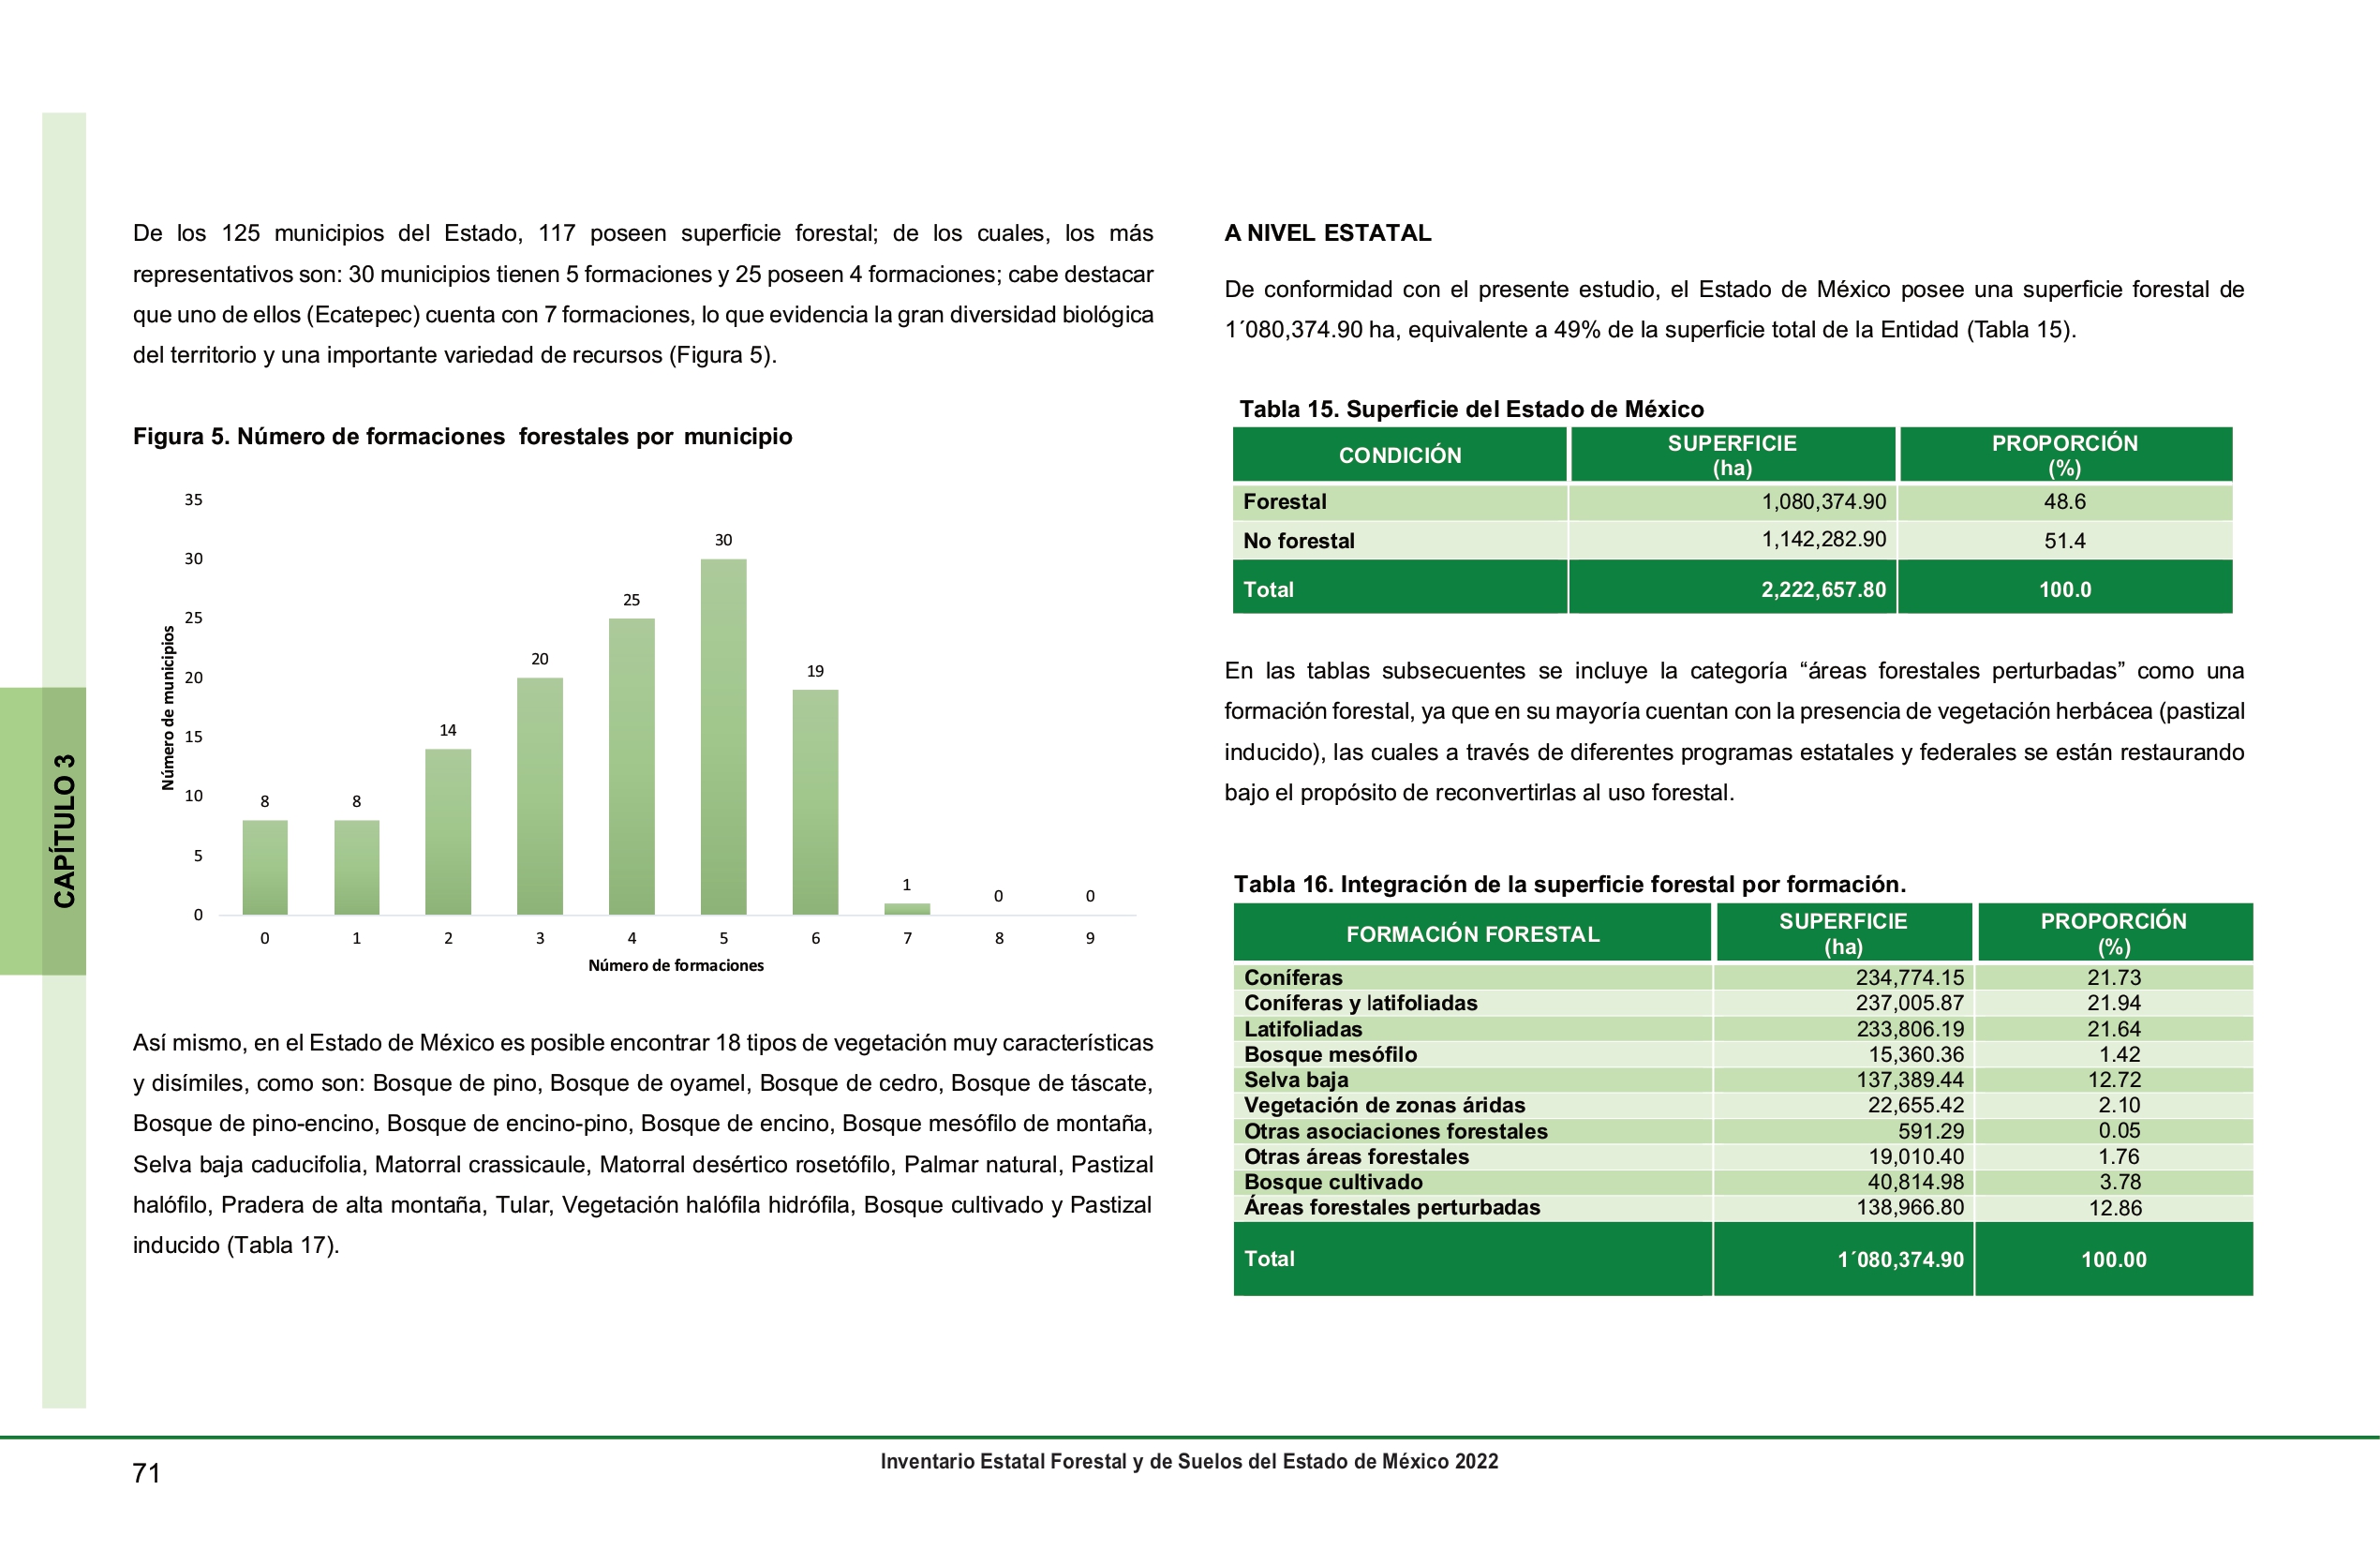 De los 125 municipios del Estado, 117 poseen superficie forestal; de los cuales, los más
representativos son: 30 municipios tienen 5 formaciones y 25 poseen 4 formaciones; cabe destacar
que uno de ellos (Ecatepec) cuenta con 7 formaciones, lo que evidencia la gran diversidad biológica
del territorio y una importante variedad de recursos (Figura 5).
Figura 5. Número de formaciones forestales por municipio
35
30
25
20
15
10
5
0
Número de municipios
8
8
14
20
25
30
19
1
0
0
0 1 2 3 4 5 6 7 8 9
Número de formaciones
Así mismo, en el Estado de México es posible encontrar 18 tipos de vegetación muy características
y disímiles, como son: Bosque de pino, Bosque de oyamel, Bosque de cedro, Bosque de táscate,
Bosque de pino-encino, Bosque de encino-pino, Bosque de encino, Bosque mesófilo de montaña,
Selva baja caducifolia, Matorral crassicaule, Matorral desértico rosetófilo, Palmar natural, Pastizal
halófilo, Pradera de alta montaña, Tular, Vegetación halófila hidrófila, Bosque cultivado y Pastizal
inducido (Tabla 17).
CAPÍTULO 3
A NIVEL ESTATAL
De conformidad con el presente estudio, el Estado de México posee una superficie forestal de
1´080,374.90 ha, equivalente a 49% de la superficie total de la Entidad (Tabla 15).
Tabla 15. Superficie del Estado de México
CONDICIÓN SUPERFICIE (ha) PROPORCIÓN (%)
Forestal 1,080,374.90 48.6
No forestal 1,142,282.90 51.4
Total 2,222,657.80 100.0
En las tablas subsecuentes se incluye la categoría “áreas forestales perturbadas” como una
formación forestal, ya que en su mayoría cuentan con la presencia de vegetación herbácea (pastizal
inducido), las cuales a través de diferentes programas estatales y federales se están restaurando
bajo el propósito de reconvertirlas al uso forestal.
Tabla 16. Integración de la superficie forestal por formación.
FORMACIÓN FORESTAL SUPERFICIE (ha) PROPORCIÓN (%)
Coníferas 234,774.15 21.73
Coníferas y latifoliadas 237,005.87 21.94
Latifoliadas 233,806.19 21.64
Bosque mesófilo 15,360.36 1.42
Selva baja 137,389.44 12.72
Vegetación de zonas áridas 22,655.42 2.10
Otras asociaciones forestales 591.29 0.05
Otras áreas forestales 19,010.40 1.76
Bosque cultivado 40,814.98 3.78
Áreas forestales perturbadas 138,966.80 12.86
Total 1´080,374.90 100.00
71
Inventario Estatal Forestal y de Suelos del Estado de México 2022